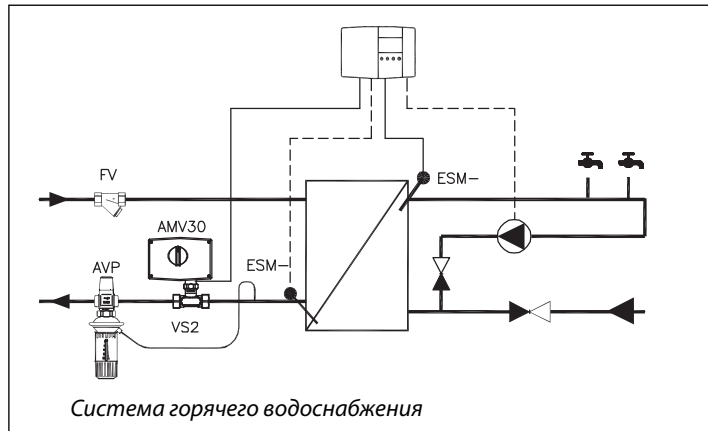 FV
ESM-
AMV30
AVP
ESM-
VS2
Система горячего водоснабжения